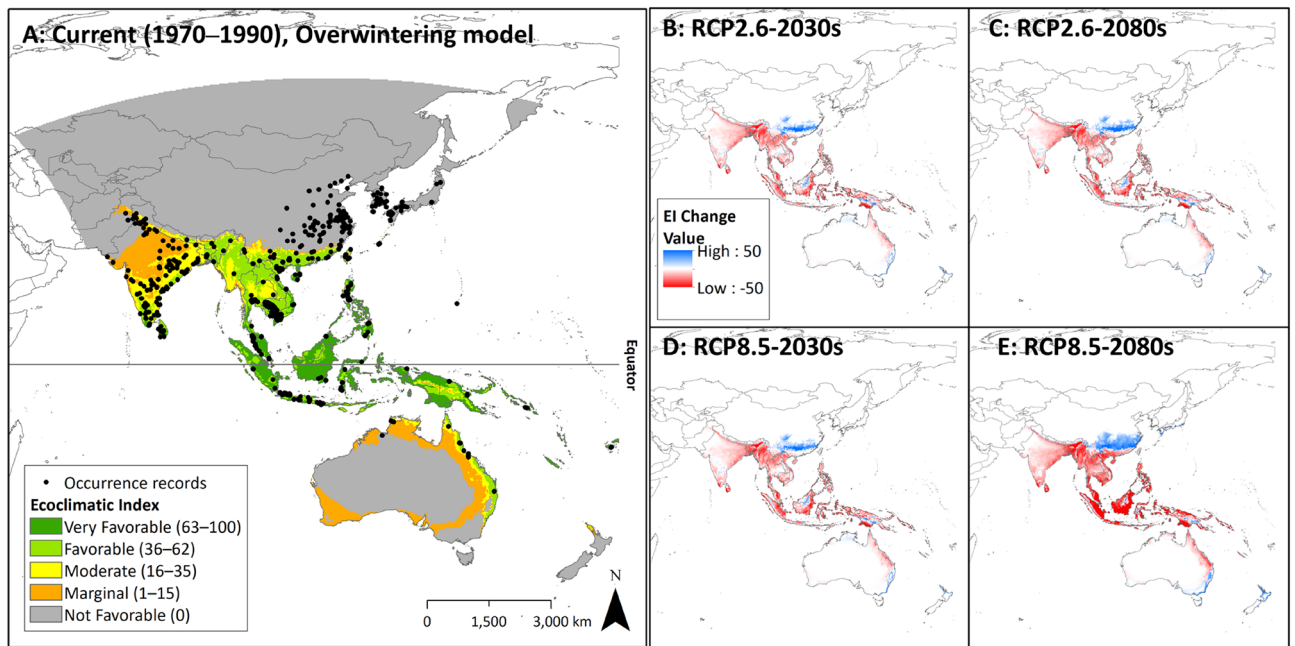 A: Current (1970–1990), Overwintering model
Equator
Occurrence records
Ecoclimatic Index
Very Favorable (63–100)
Favorable (36–62)
Moderate (16–35)
Marginal (1–15)
Not Favorable (0)
N
0 1,500 3,000 km
B: RCP2.6-2030s
EI Change
Value
High : 50
Low : -50
C: RCP2.6-2080s
D: RCP8.5-2030s
E: RCP8.5-2080s